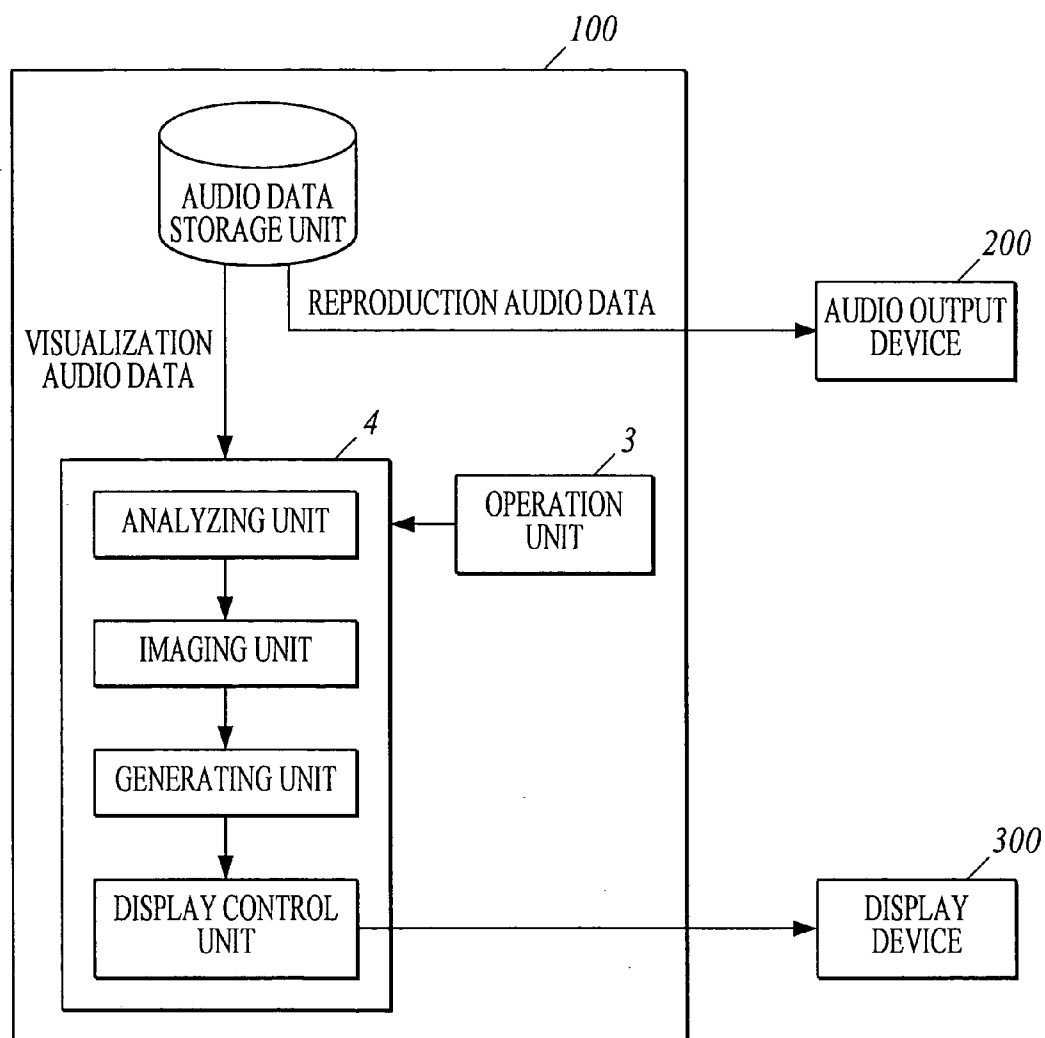 100
AUDIO DATA
STORAGE UNIT
200
REPRODUCTION AUDIO DATA
AUDIO OUTPUT
DEVICE
VISUALIZATION
AUDIO DATA
4
3
ANALYZING UNIT
OPERATION
UNIT
IMAGING UNIT
GENERATING UNIT
300
DISPLAY CONTROL
UNIT
DISPLAY
DEVICE